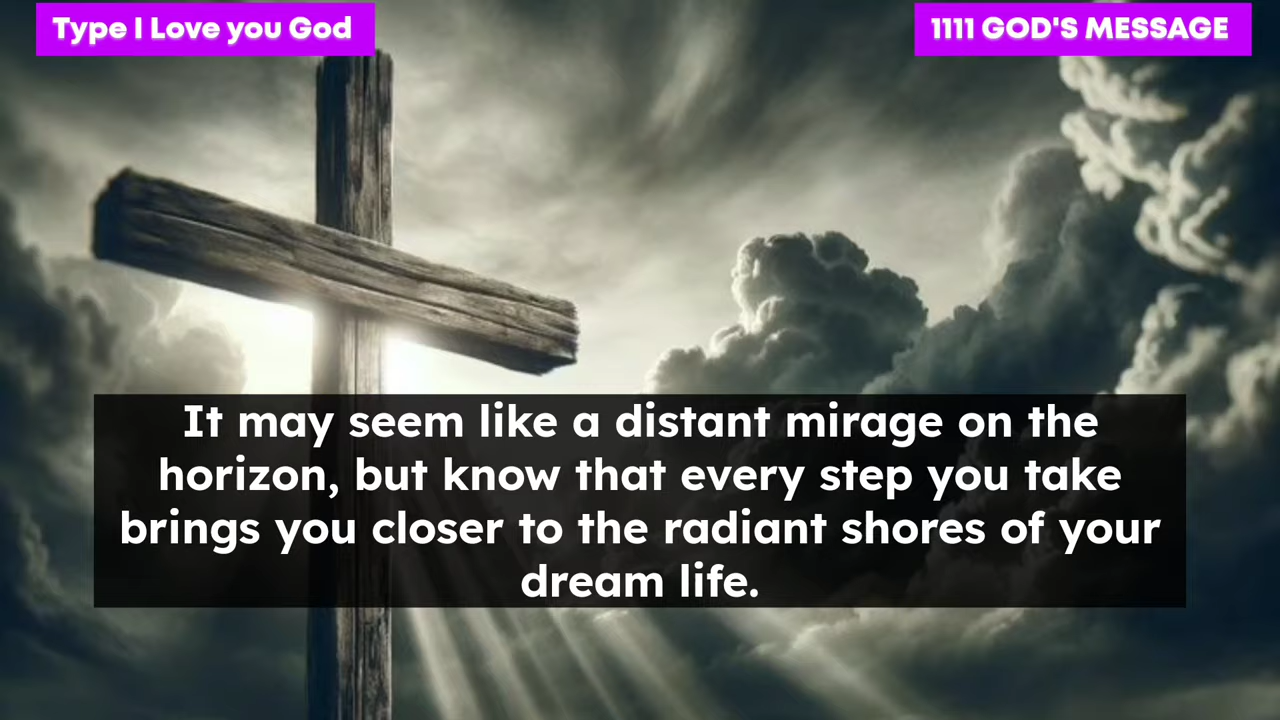 Type I Love you God
1111 GOD'S MESSAGE
It may seem like a distant mirage on the
horizon, but know that every step you take
brings you closer to the radiant shores of your
dream life.